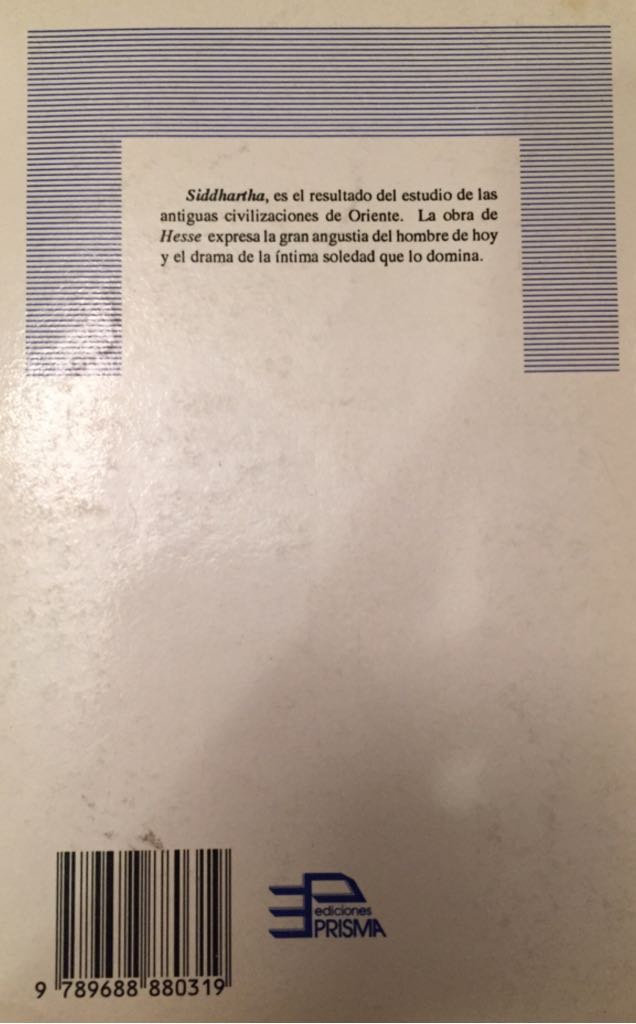 Siddhartha, es el resultado del estudio de las
antiguas civilizaciones de Oriente. La obra de
Hesse expresa la gran angustia del hombre de hoy
y el drama de la íntima soledad que lo domina.
ediciones
PRISMA
9 789688 880319